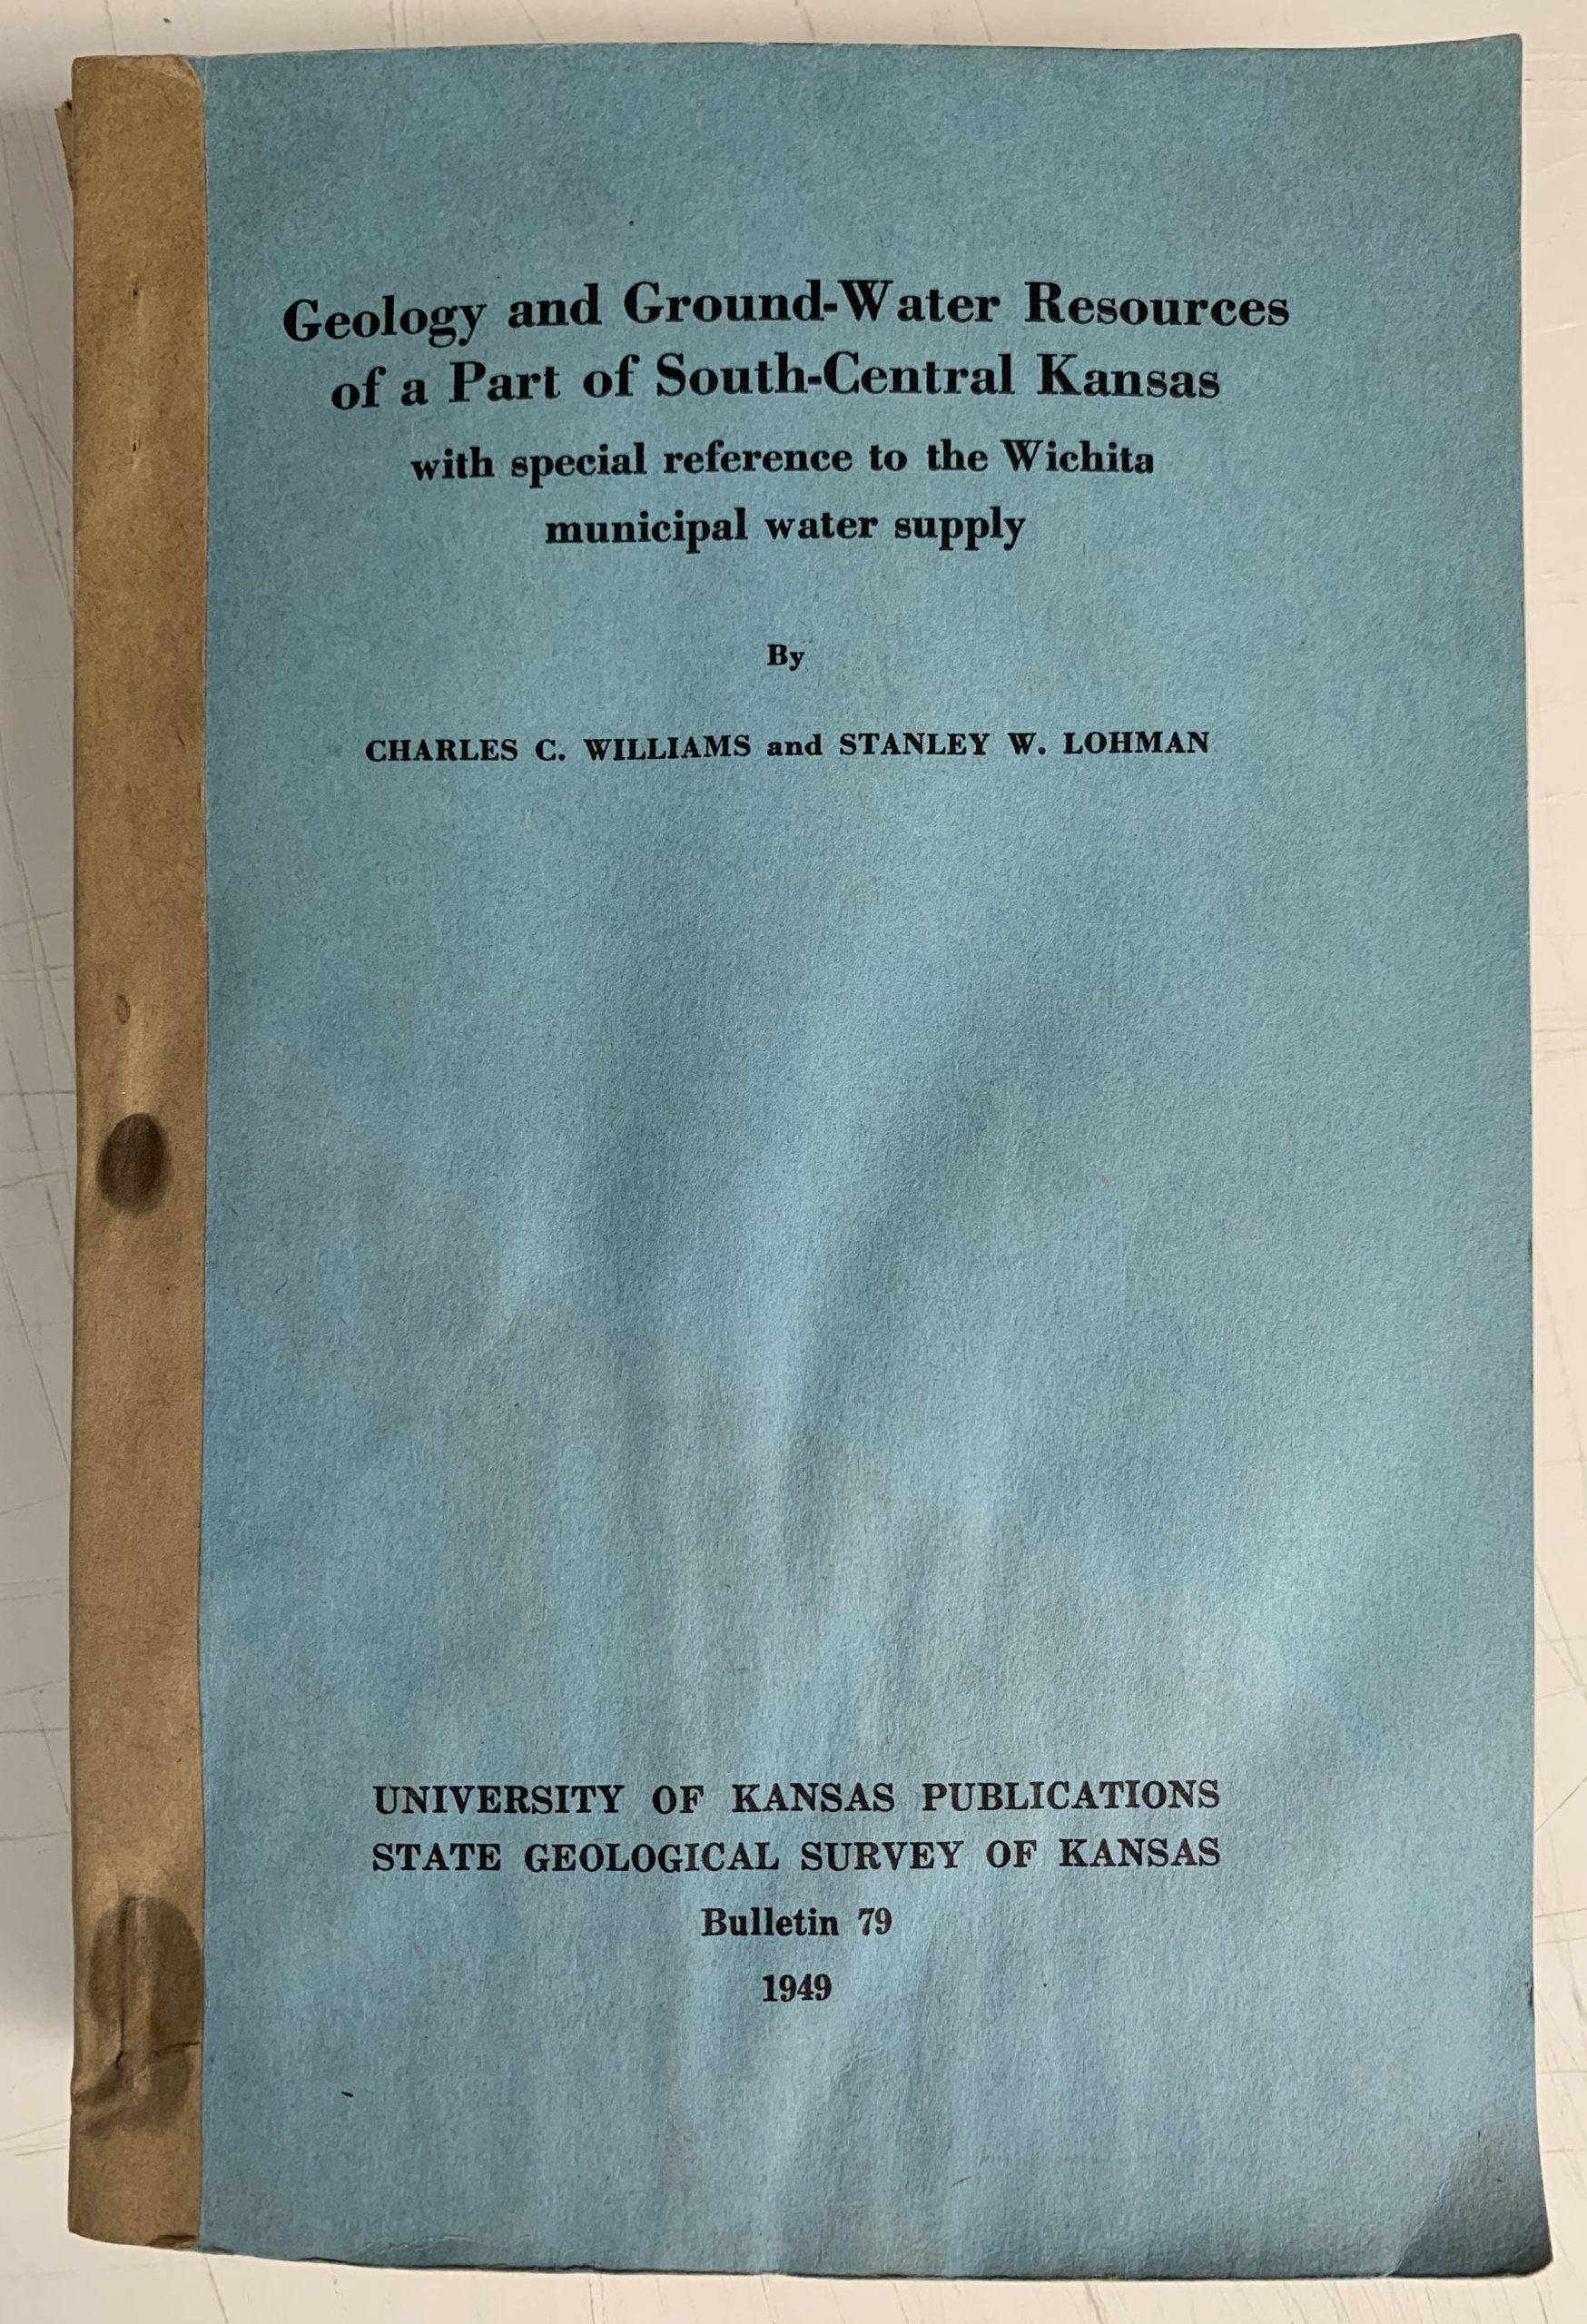 Geology and Ground-Water Resources
of a Part of South-Central Kansas
with special reference to the Wichita
municipal water supply
By
CHARLES C. WILLIAMS and STANLEY W. LOHMAN
UNIVERSITY OF KANSAS PUBLICATIONS
STATE GEOLOGICAL SURVEY OF KANSAS
Bulletin 79
1949